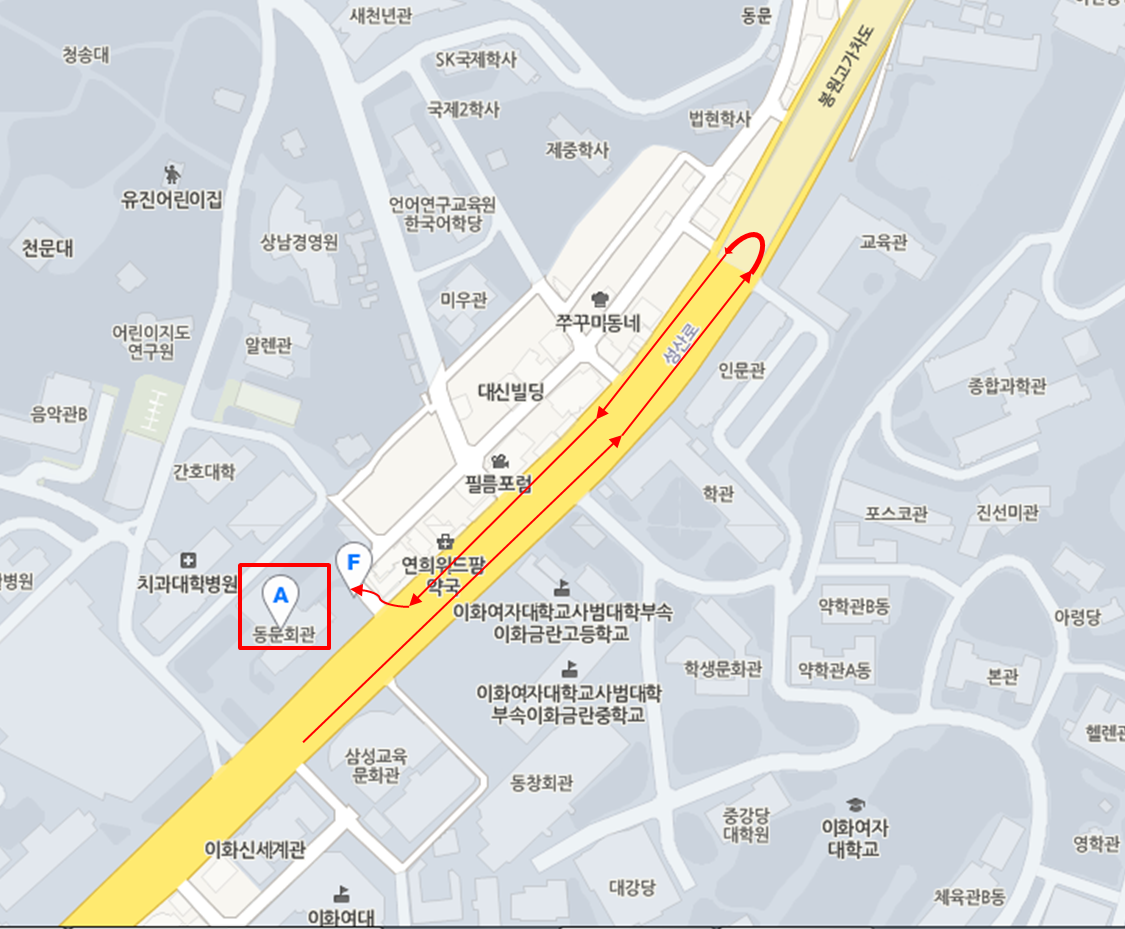 새천년관
동문
청송대
SK국제학사
봉원고가차도
국제2학사
법현학사
제중학사
유진어린이집
언어연구교육원
한국어학당
천문대
상남경영원
교육관
미우관
쭈꾸미동네
어린이지도
연구원
알렌관
성산로
인문관
대신빌딩
종합과학관
음악관B
간호대학
필름포럼
학관
포스코관
진선미관
연희위드팜
약국
F
치과대학병원
병원
A
동문회관
이화여자대학교사범대학부속
이화금란고등학교
약학관B동
아령당
학생문화관
약학관A동
본관
이화여자대학교사범대학
부속이화금란중학교
헬렌관
삼성교육
문화관
동창회관
중강당
대학원
이화여자
대학교
이화신세계관
영학관
대강당
체육관B동
이화여대